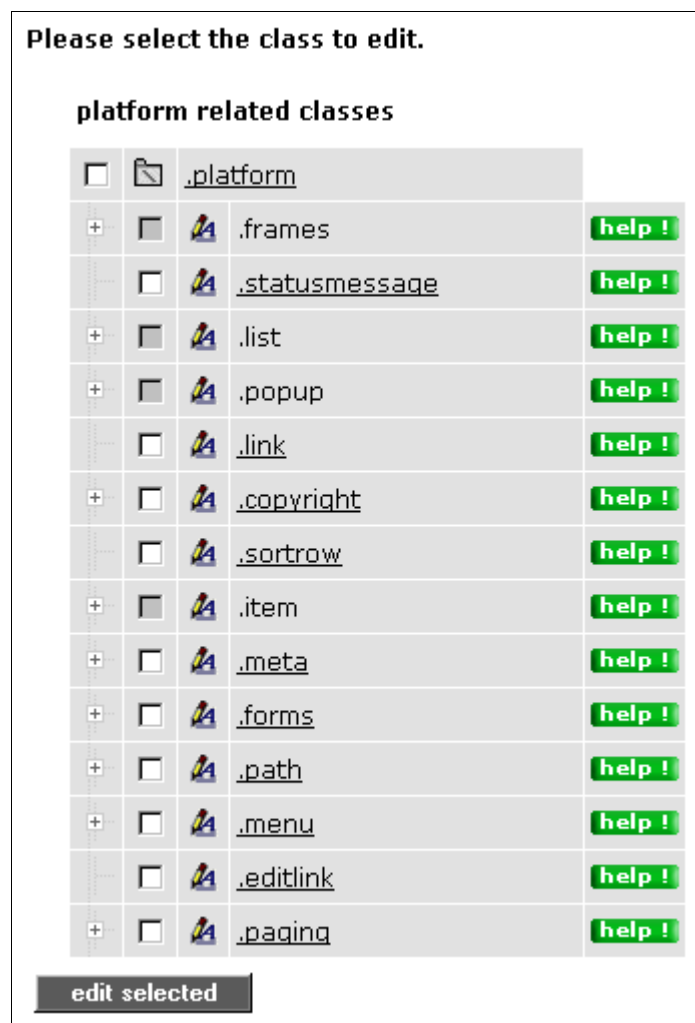 Please select the class to edit.
platform related classes
.platform
.frames help !
.statusmessage help !
.list help !
.popup help !
.link help !
.copyright help !
.sortrow help !
.item help !
.meta help !
.forms help !
.path help !
.menu help !
.editlink help !
.paging help !
edit selected